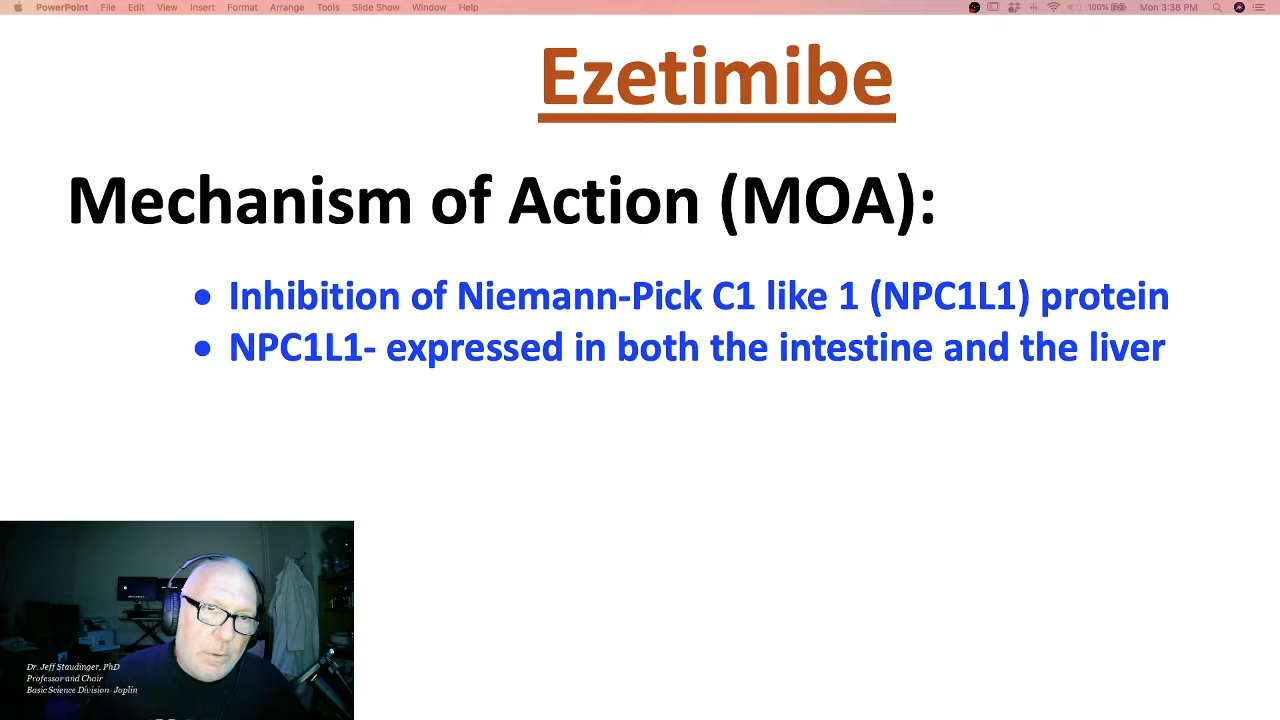 PowerPoint File Edit View Insert Format Arrange Tools Slide Show Window Help 100% Mon 3:38 PM
Ezetimibe
Mechanism of Action (MOA):
• Inhibition of Niemann-Pick C1 like 1 (NPC1L1) protein
• NPC1L1- expressed in both the intestine and the liver
Dr. Jeff Staudinger, PhD
Professor and Chair
Basic Science Division- Joplin